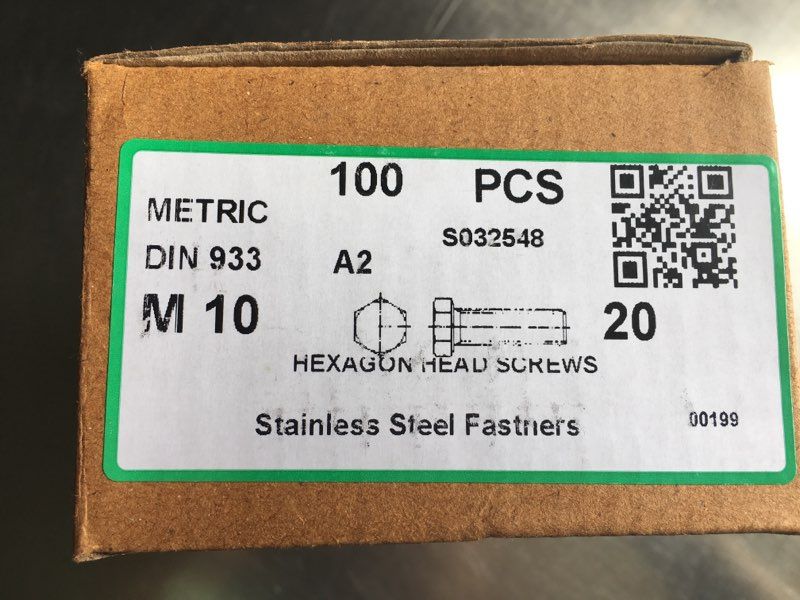 100 PCS
METRIC
S032548
DIN 933 A2
M 10 20
HEXAGON HEAD SCREWS
Stainless Steel Fastners 00199